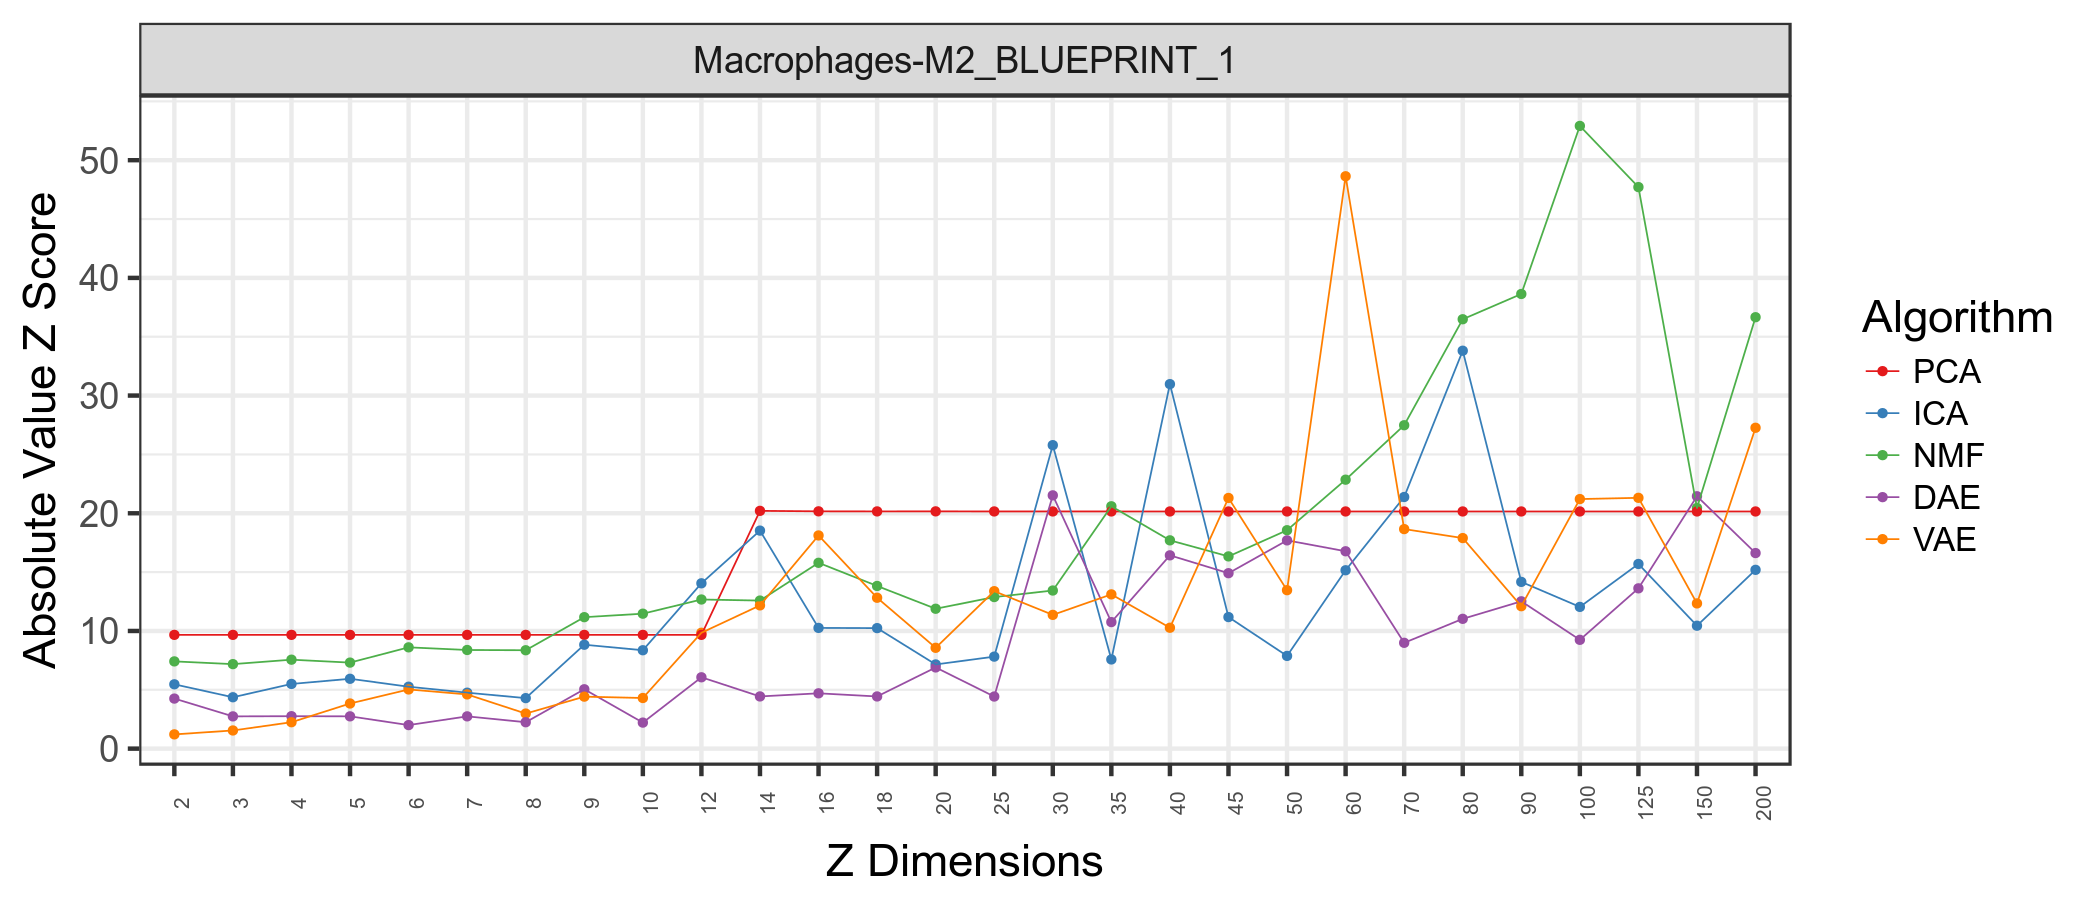 Macrophages-M2_BLUEPRINT_1
Absolute Value Z Score
50
40
30
20
10
0
2 3 4 5 6 7 8 9 10 12 14 16 18 20 25 30 35 40 45 50 60 70 80 90 100 125 150 200
Z Dimensions
Algorithm
PCA
ICA
NMF
DAE
VAE